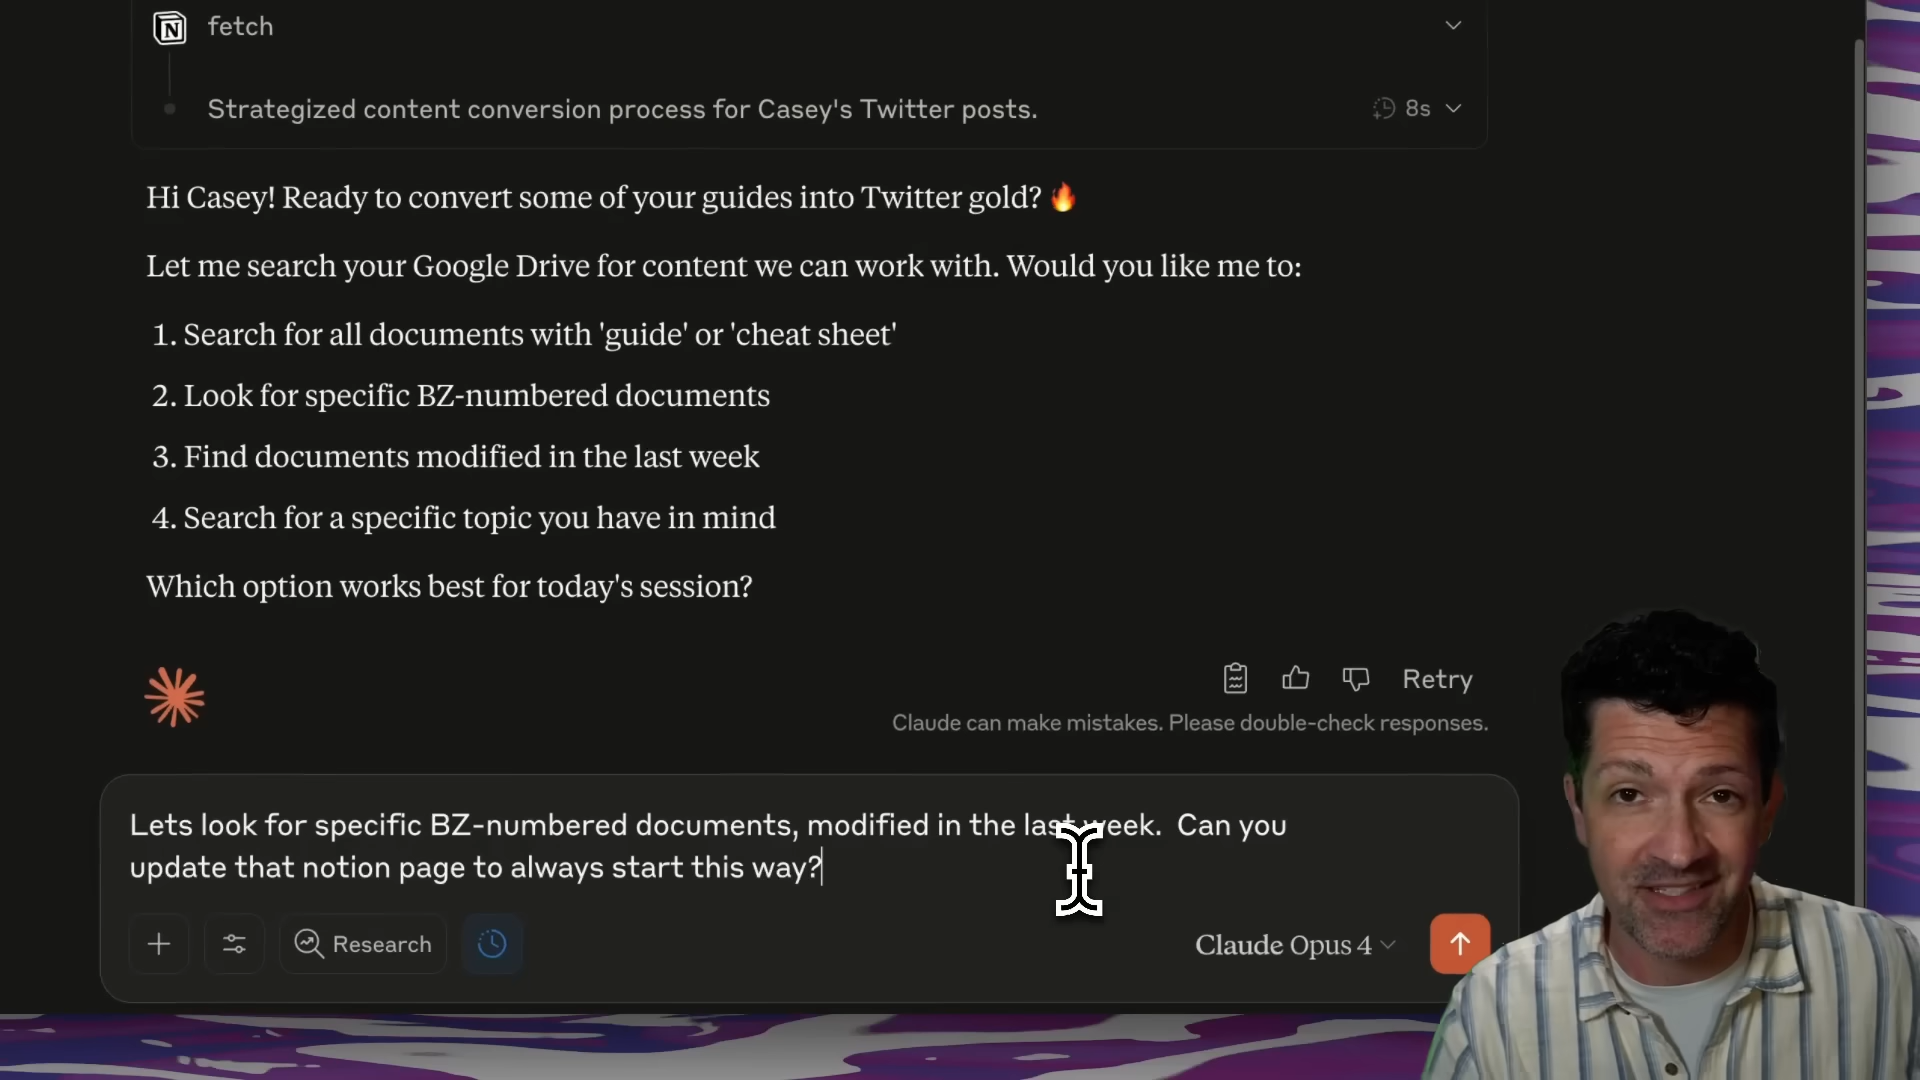 fetch
Strategized content conversion process for Casey's Twitter posts.
8s
Hi Casey! Ready to convert some of your guides into Twitter gold? 🔥
Let me search your Google Drive for content we can work with. Would you like me to:
1. Search for all documents with 'guide' or 'cheat sheet'
2. Look for specific BZ-numbered documents
3. Find documents modified in the last week
4. Search for a specific topic you have in mind
Which option works best for today's session?
Retry
Claude can make mistakes. Please double-check responses.
Lets look for specific BZ-numbered documents, modified in the last week.  Can you
update that notion page to always start this way?
Research
Claude Opus 4